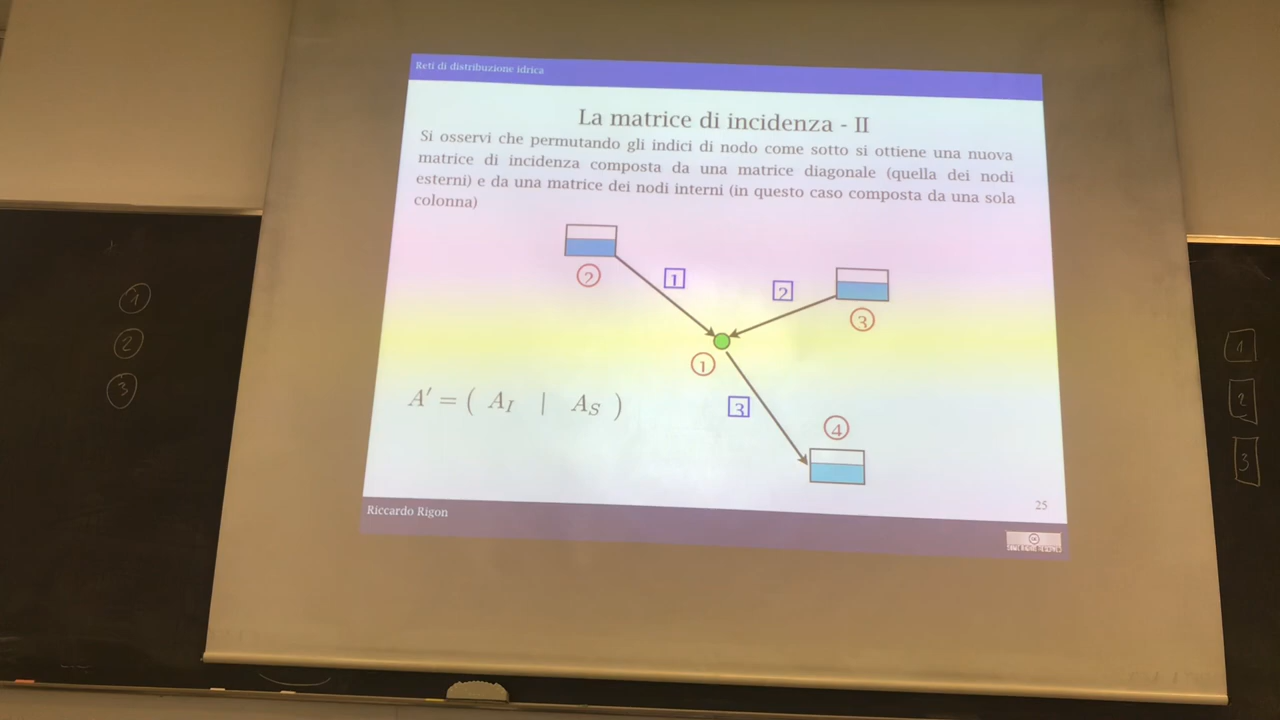 Reti di distribuzione idrica
La matrice di incidenza - II
Si osservi che permutando gli indici di nodo come sotto si ottiene una nuova
matrice di incidenza composta da una matrice diagonale (quella dei nodi
esterni) e da una matrice dei nodi interni (in questo caso composta da una sola
colonna)
2
1
2
3
1
A' = ( A_I | A_S )
3
4
25
Riccardo Rigon
1
2
3
1
2
3